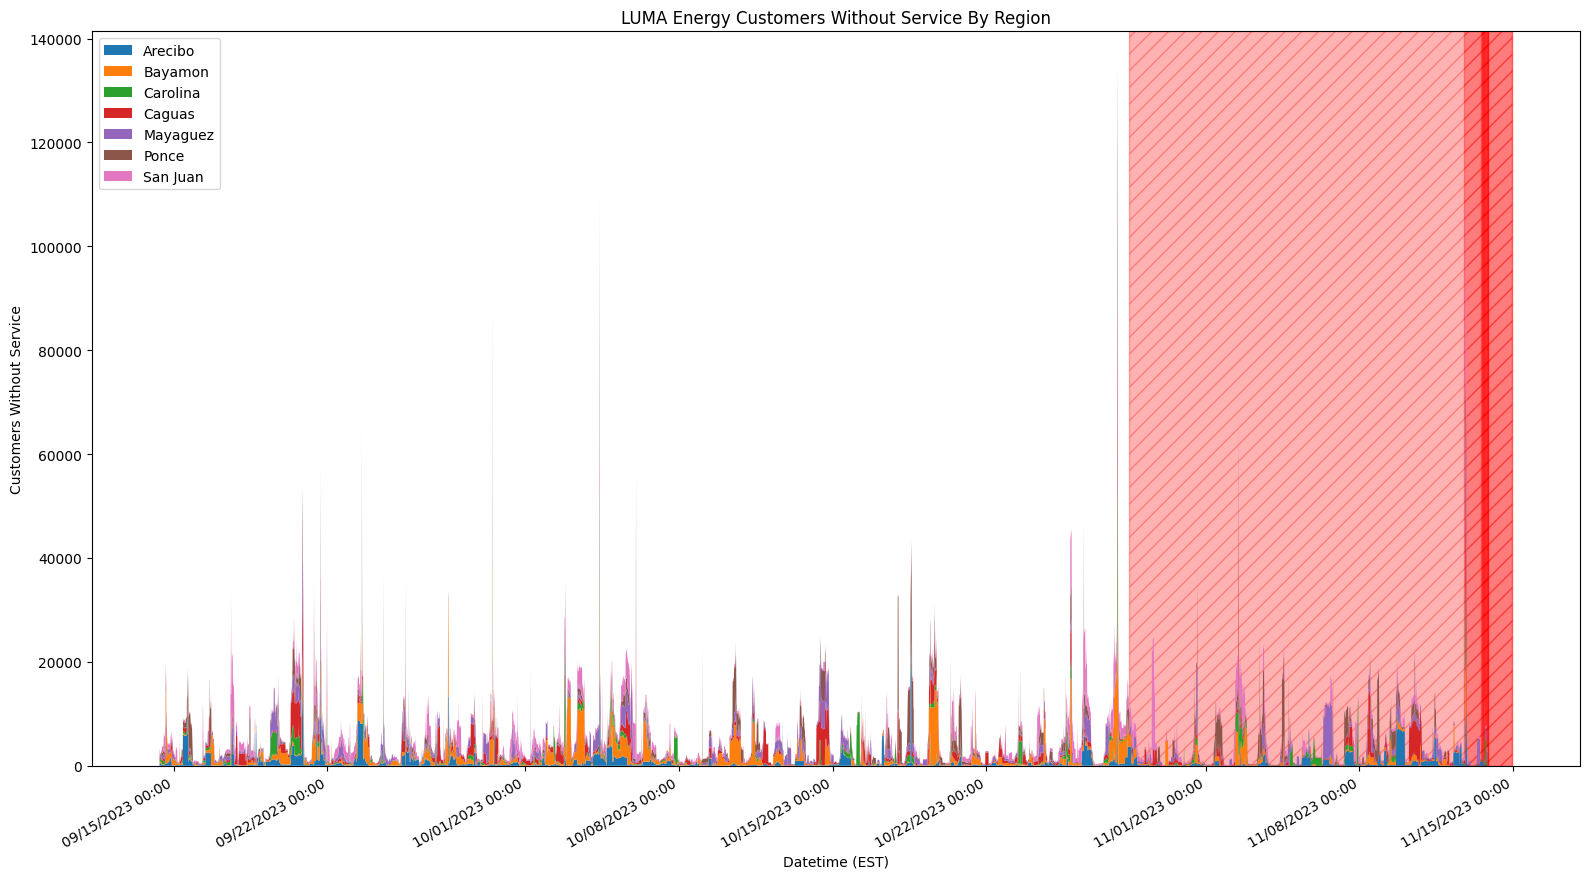 LUMA Energy Customers Without Service By Region
140000
120000
100000
80000
60000
40000
20000
0
Customers Without Service
Arecibo
Bayamon
Carolina
Caguas
Mayaguez
Ponce
San Juan
09/15/2023 00:00
09/22/2023 00:00
10/01/2023 00:00
10/08/2023 00:00
10/15/2023 00:00
10/22/2023 00:00
11/01/2023 00:00
11/08/2023 00:00
11/15/2023 00:00
Datetime (EST)